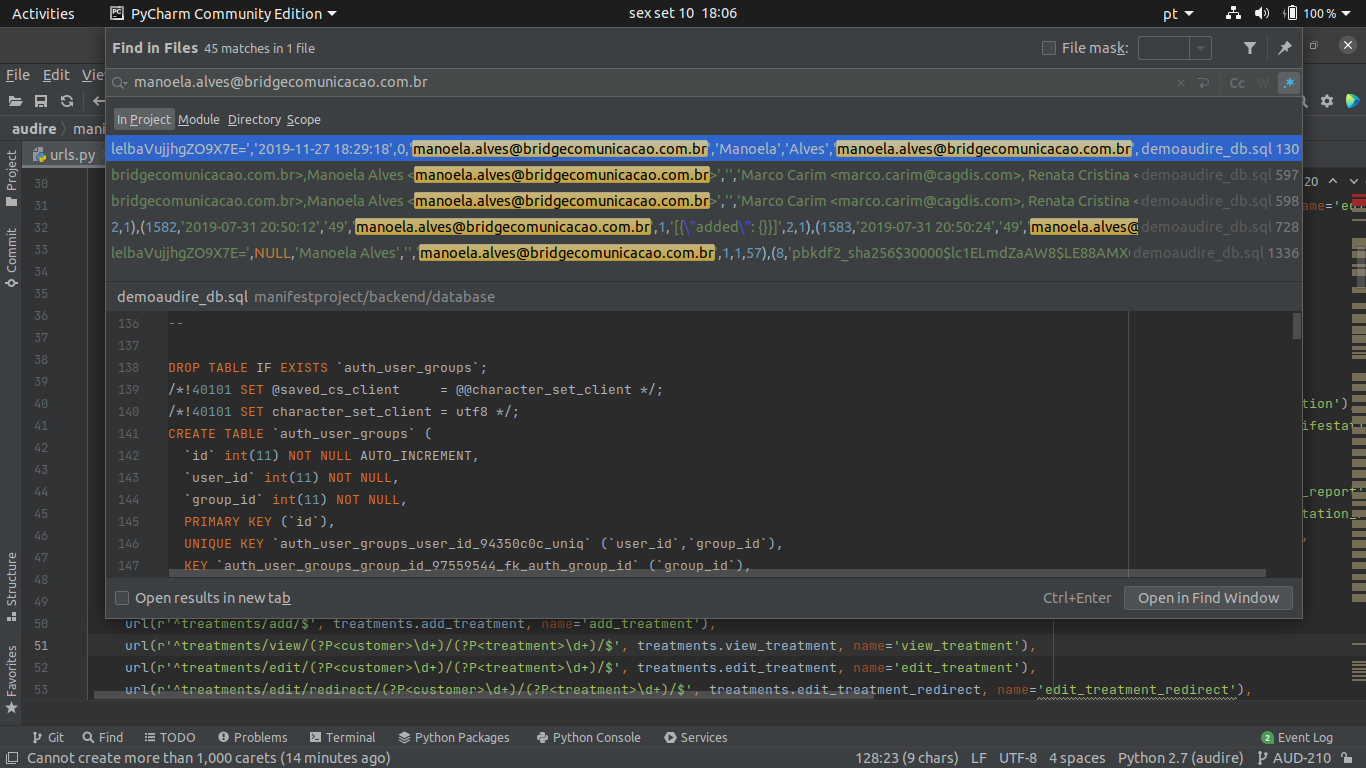 Activities PyCharm Community Edition sex set 10 18:06 pt 100 %
Find in Files 45 matches in 1 file File mask:
File Edit
manoela.alves@bridgecomunicacao.com.br Cc W .*
In Project Module Directory Scope
audire
lelbaVujjhgZO9X7E=','2019-11-27 18:29:18',0,'manoela.alves@bridgecomunicacao.com.br','Manoela','Alves','manoela.alves@bridgecomunicacao.com.br', demoaudire_db.sql 130
urls.py
bridgecomunicacao.com.br>,Manoela Alves <manoela.alves@bridgecomunicacao.com.br>','','Marco Carim <marco.carim@cagdis.com>, Renata Cristina < demoaudire_db.sql 597
bridgecomunicacao.com.br>,Manoela Alves <manoela.alves@bridgecomunicacao.com.br>','','Marco Carim <marco.carim@cagdis.com>, Renata Cristina < demoaudire_db.sql 598
2,1),(1582,'2019-07-31 20:50:12','49','manoela.alves@bridgecomunicacao.com.br',1,'[{\"added\": {}}]',2,1),(1583,'2019-07-31 20:50:24','49','manoela.alves@ demoaudire_db.sql 728
lelbaVujjhgZO9X7E=',NULL,'Manoela Alves','','manoela.alves@bridgecomunicacao.com.br',1,1,57),(8,'pbkdf2_sha256$30000$lc1ELmdZaAW8$LE88AMX demoaudire_db.sql 1336
demoaudire_db.sql manifestproject/backend/database
136 --
137
138 DROP TABLE IF EXISTS `auth_user_groups`;
139 /*!40101 SET @saved_cs_client     = @@character_set_client */;
140 /*!40101 SET character_set_client = utf8 */;
141 CREATE TABLE `auth_user_groups` (
142 `id` int(11) NOT NULL AUTO_INCREMENT,
143 `user_id` int(11) NOT NULL,
144 `group_id` int(11) NOT NULL,
145 PRIMARY KEY (`id`),
146 UNIQUE KEY `auth_user_groups_user_id_94350c0c_uniq` (`user_id`,`group_id`),
147 KEY `auth_user_groups_group_id_97559544_fk_auth_group_id` (`group_id`),
Open results in new tab Ctrl+Enter Open in Find Window
Project
Commit
Structure
Favorites
30
31
32
33
34
35
36
37
38
39
40
41
42
43
44
45
46
47
48
49
50 url(r'^treatments/add/$', treatments.add_treatment, name='add_treatment'),
51 url(r'^treatments/view/(?P<customer>\d+)/(?P<treatment>\d+)/$', treatments.view_treatment, name='view_treatment'),
52 url(r'^treatments/edit/(?P<customer>\d+)/(?P<treatment>\d+)/$', treatments.edit_treatment, name='edit_treatment'),
53 url(r'^treatments/edit/redirect/(?P<customer>\d+)/(?P<treatment>\d+)/$', treatments.edit_treatment_redirect, name='edit_treatment_redirect'),
Git Find TODO Problems Terminal Python Packages Python Console Services 2 Event Log
Cannot create more than 1,000 carets (14 minutes ago) 128:23 (9 chars) LF UTF-8 4 spaces Python 2.7 (audire) AUD-210